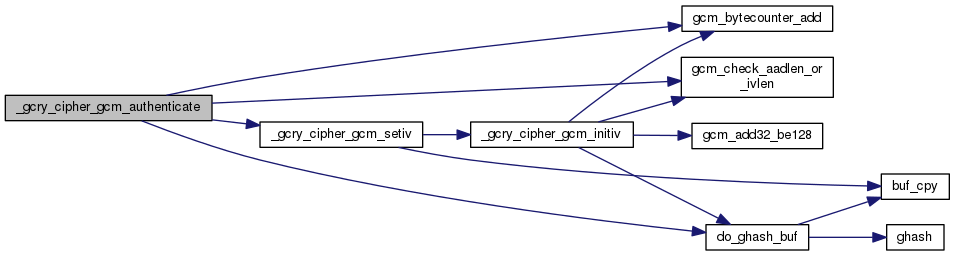 gcm_bytecounter_add
gcm_check_aadlen_or
_ivlen
_gcry_cipher_gcm_authenticate
_gcry_cipher_gcm_setiv
_gcry_cipher_gcm_initiv
gcm_add32_be128
buf_cpy
do_ghash_buf
ghash